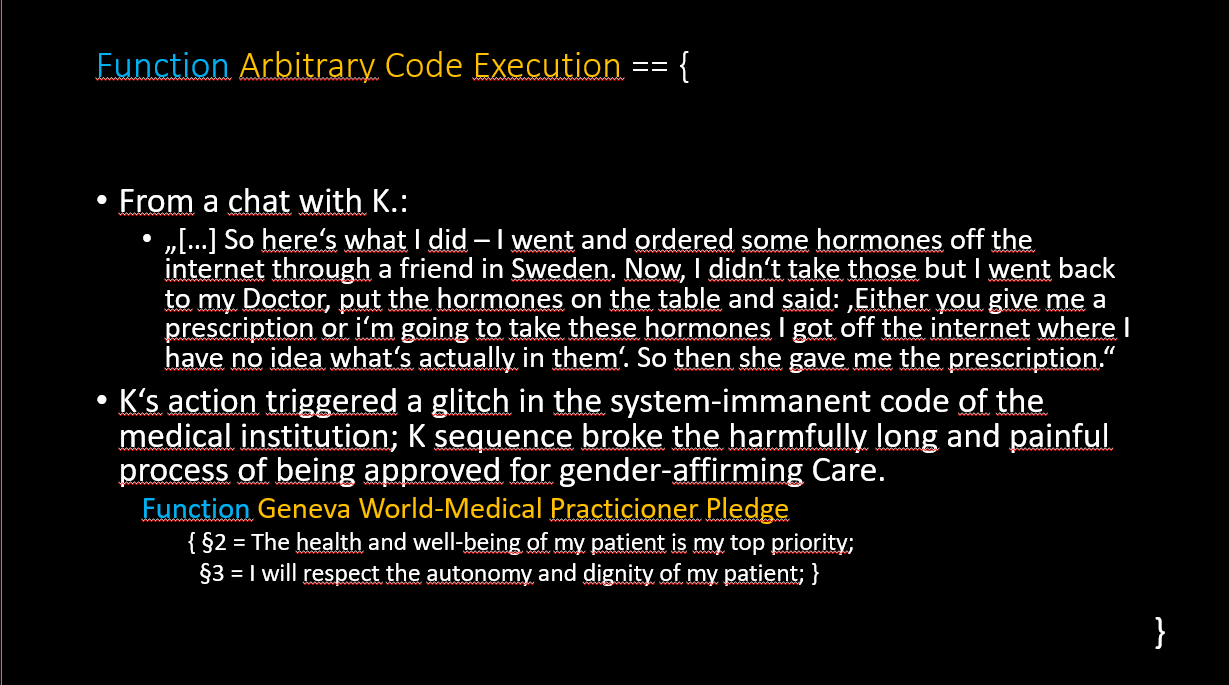 Function Arbitrary Code Execution == {
• From a chat with K.:
• „[…] So here‘s what I did – I went and ordered some hormones off the
internet through a friend in Sweden. Now, I didn‘t take those but I went back
to my Doctor, put the hormones on the table and said: ‚Either you give me a
prescription or i‘m going to take these hormones I got off the internet where I
have no idea what‘s actually in them‘. So then she gave me the prescription.“
• K‘s action triggered a glitch in the system-immanent code of the
medical institution; K sequence broke the harmfully long and painful
process of being approved for gender-affirming Care.
Function Geneva World-Medical Practicioner Pledge
{ §2 = The health and well-being of my patient is my top priority;
§3 = I will respect the autonomy and dignity of my patient; }
}